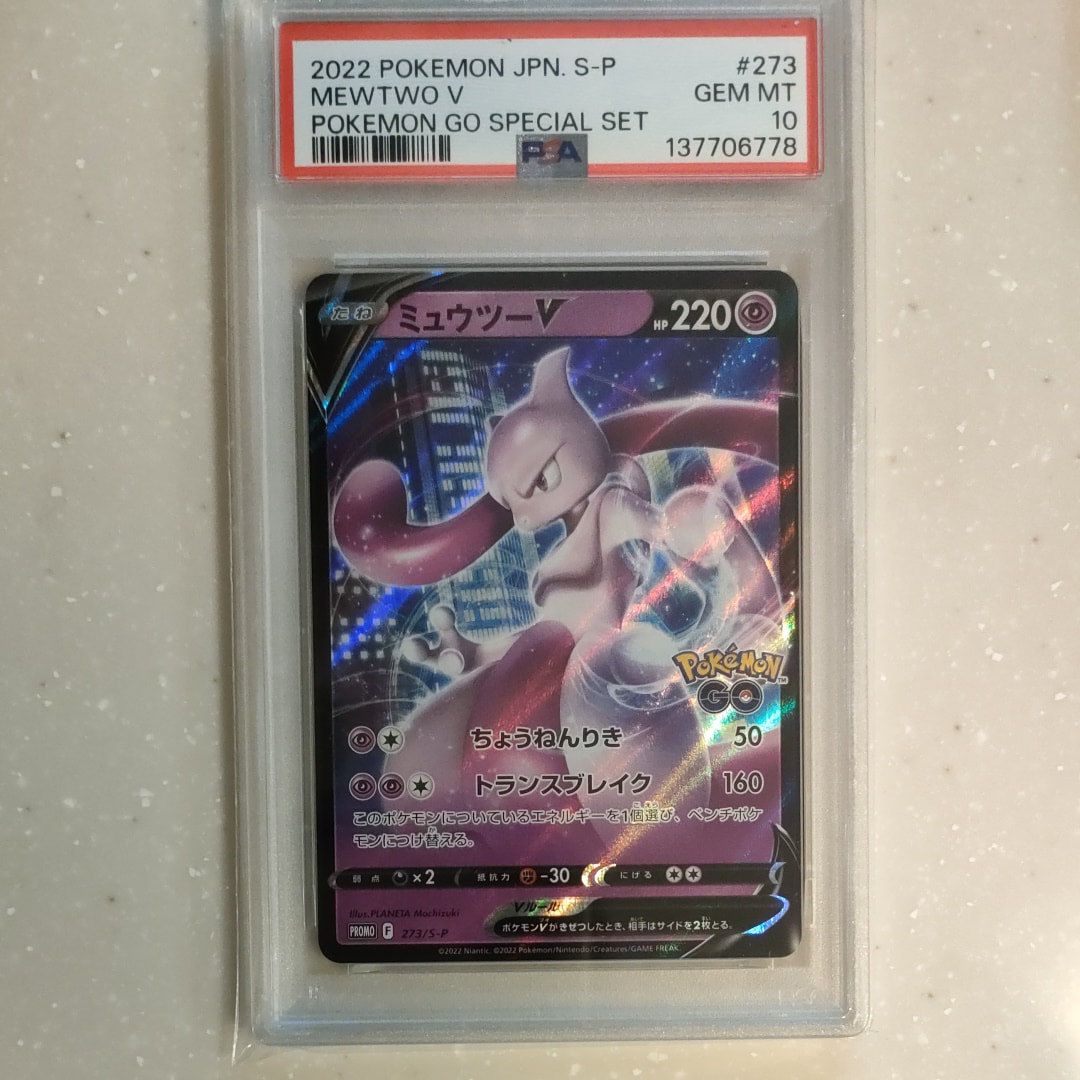 2022 POKEMON JPN. S-P #273
MEWTWO V GEM MT
POKEMON GO SPECIAL SET 10
PSA 137706778
たね ミュウツーV HP220
Pokémon
GO
ちょうねんりき 50
トランスブレイク 160
このポケモンについているエネルギーを1個選び、ベンチポケ
モンにつけ替える。
弱点 ×2 抵抗力 -30 にげる
Illus.PLANETA Mochizuki
Vルール
ポケモンVがきぜつしたとき、相手はサイドを2枚とる。
PROMO F 273/S-P
©2022 Niantic. ©2022 Pokémon/Nintendo/Creatures/GAME FREAK.